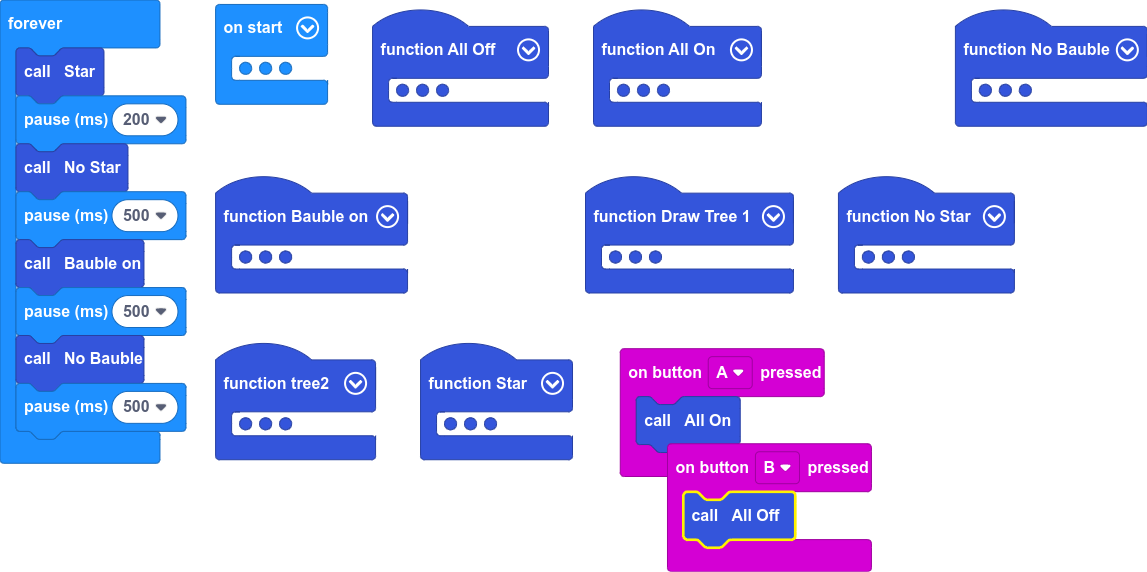 forever
call Star
pause (ms) 200
call No Star
pause (ms) 500
call Bauble on
pause (ms) 500
call No Bauble
pause (ms) 500
on start
function All Off
function All On
function No Bauble
function Bauble on
function Draw Tree 1
function No Star
function tree2
function Star
on button A pressed
call All On
on button B pressed
call All Off